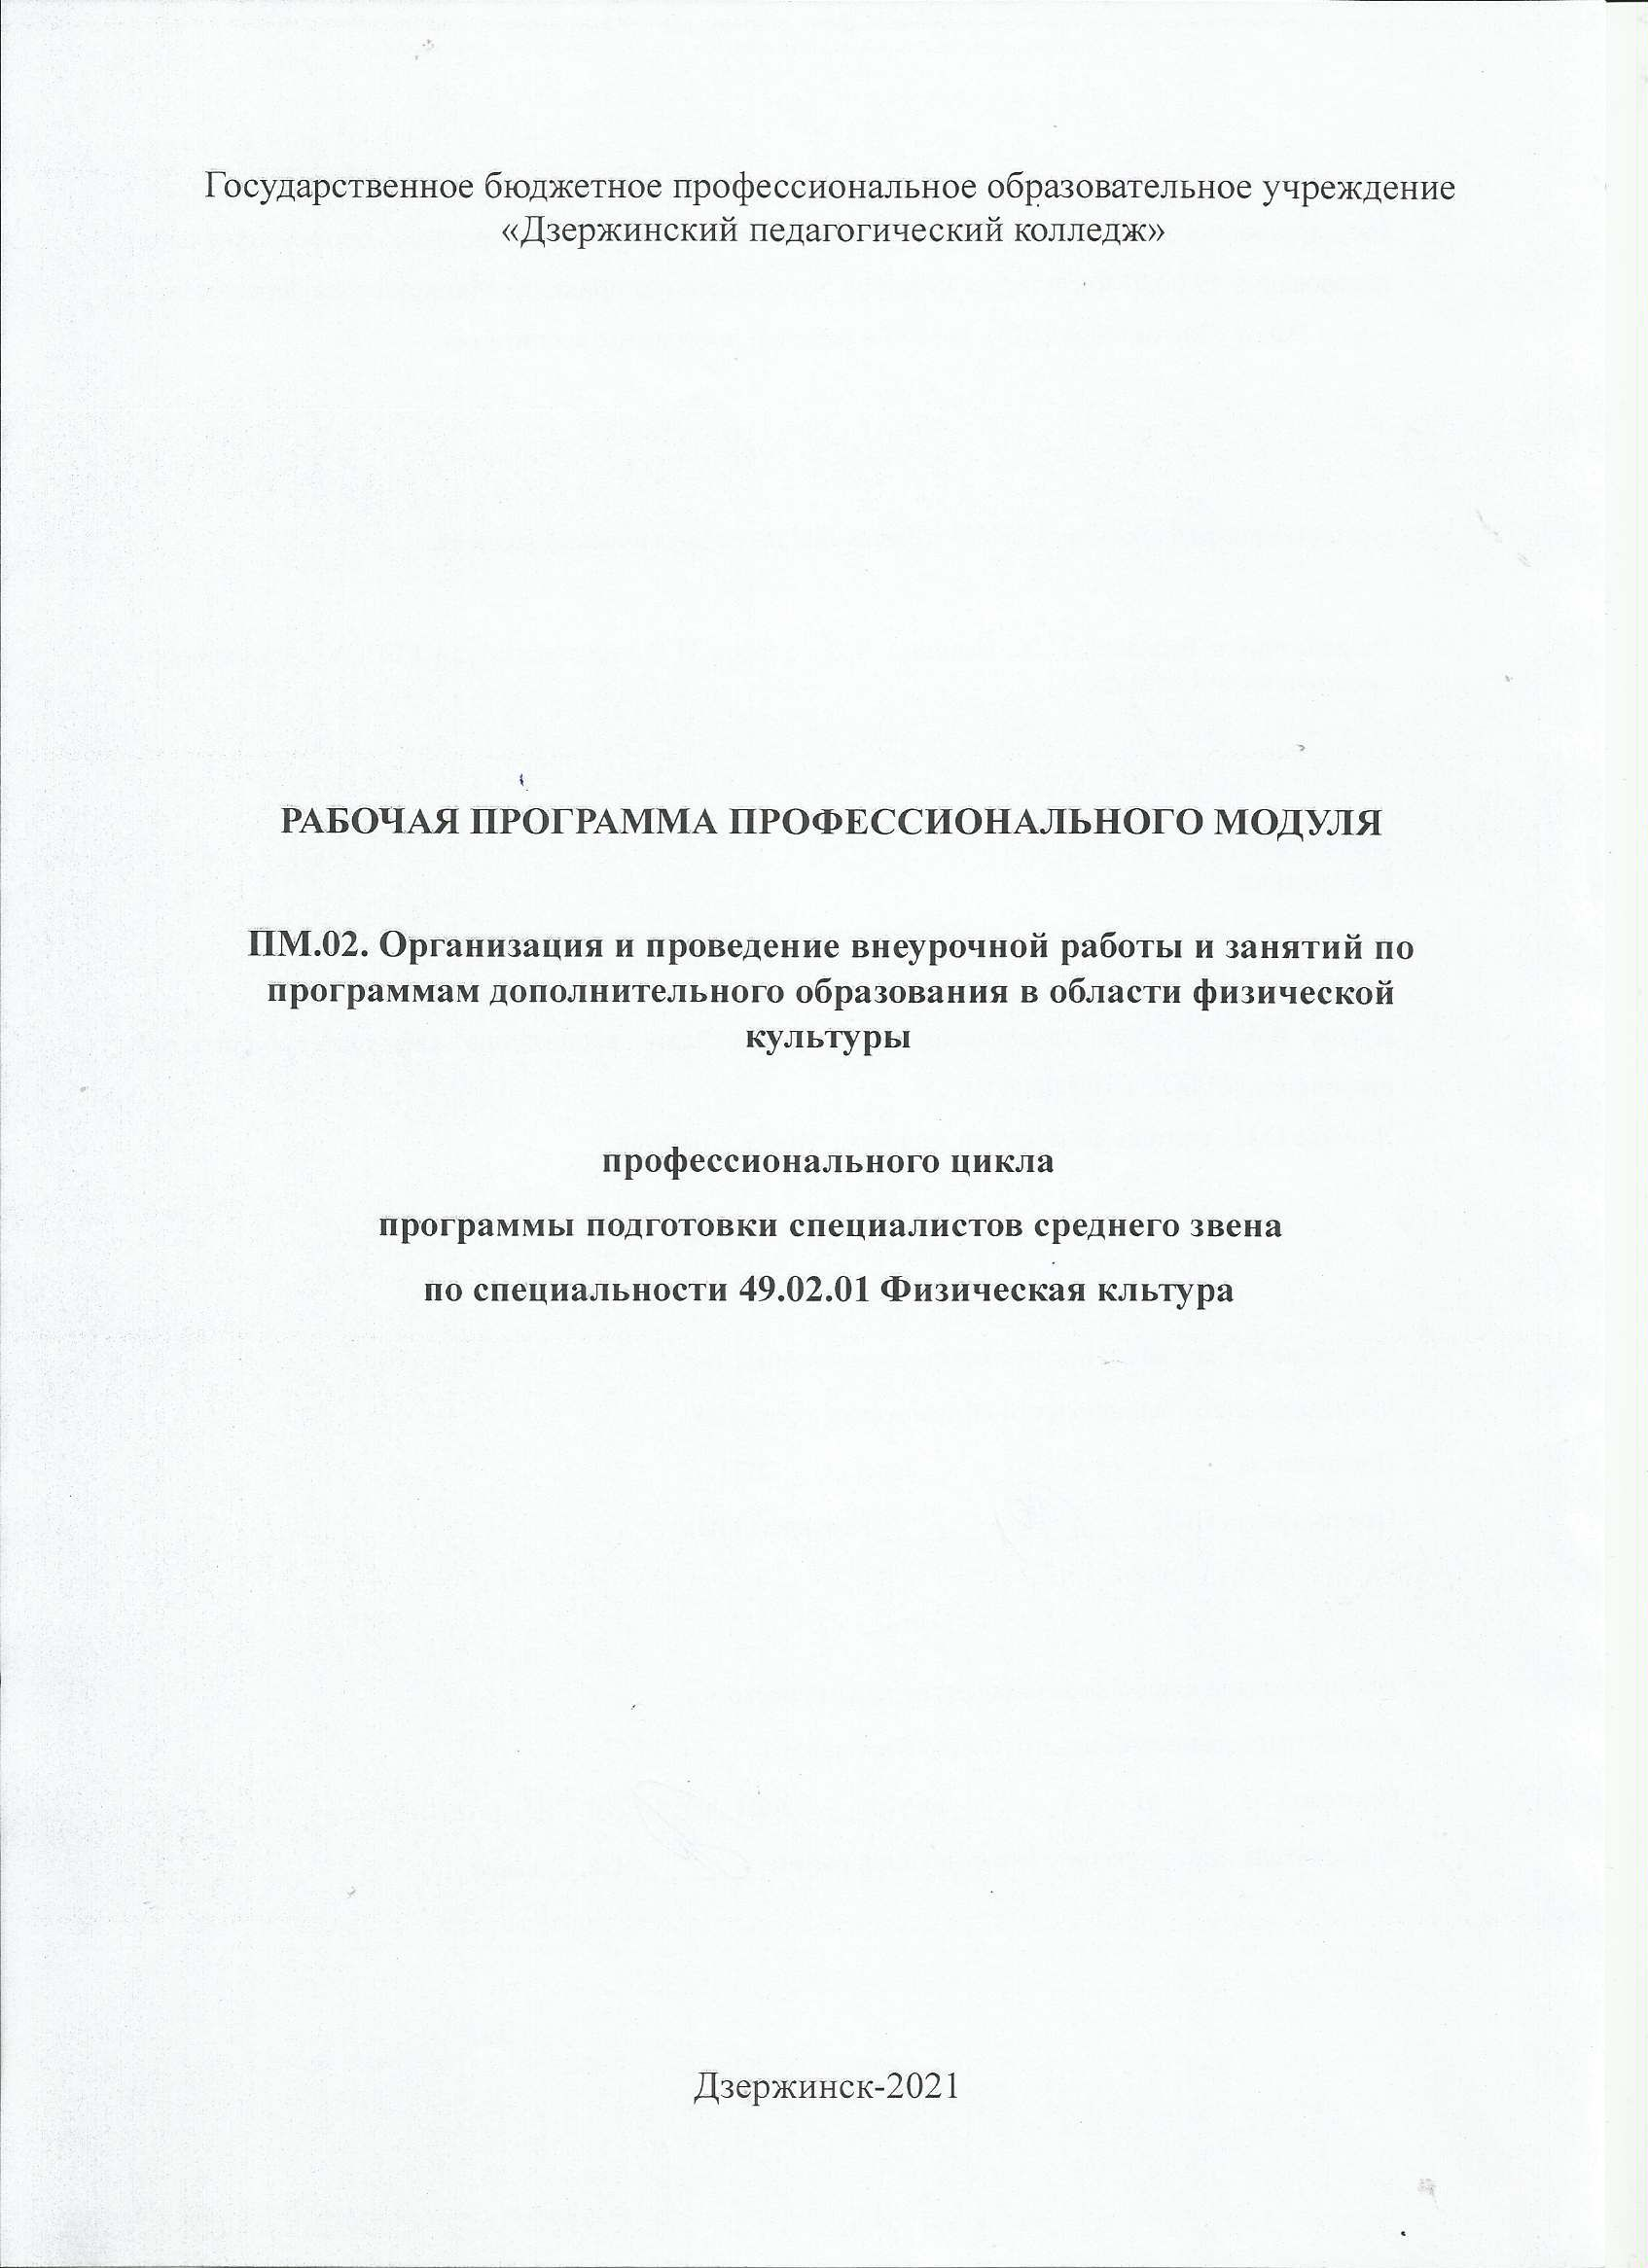 Государственное бюджетное профессиональное образовательное учреждение
«Дзержинский педагогический колледж»
РАБОЧАЯ ПРОГРАММА ПРОФЕССИОНАЛЬНОГО МОДУЛЯ
ПМ.02. Организация и проведение внеурочной работы и занятий по
программам дополнительного образования в области физической
культуры
профессионального цикла
программы подготовки специалистов среднего звена
по специальности 49.02.01 Физическая кльтура
Дзержинск-2021